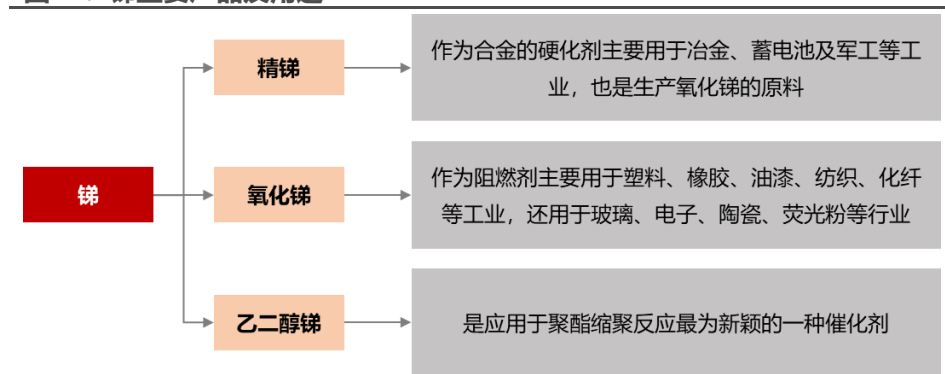 精锑
作为合金的硬化剂主要用于冶金、蓄电池及军工等工
业，也是生产氧化锑的原料
锑
氧化锑
作为阻燃剂主要用于塑料、橡胶、油漆、纺织、化纤
等工业，还用于玻璃、电子、陶瓷、荧光粉等行业
乙二醇锑
是应用于聚酯缩聚反应最为新颖的一种催化剂